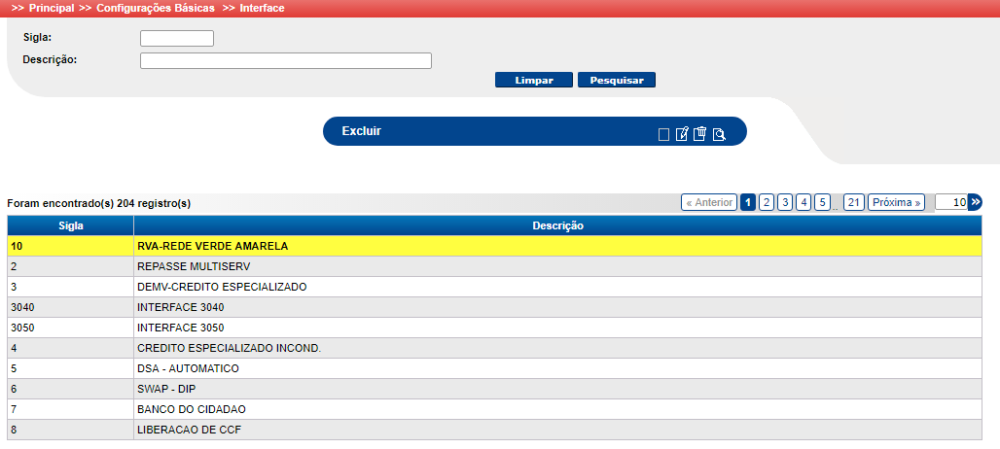 >> Principal >> Configurações Básicas >> Interface
Sigla:
Descrição:
Limpar Pesquisar
Excluir
Foram encontrado(s) 204 registro(s) « Anterior 1 2 3 4 5 .. 21 Próxima » 10 »
Sigla Descrição
10 RVA-REDE VERDE AMARELA
2 REPASSE MULTISERV
3 DEMV-CREDITO ESPECIALIZADO
3040 INTERFACE 3040
3050 INTERFACE 3050
4 CREDITO ESPECIALIZADO INCOND.
5 DSA - AUTOMATICO
6 SWAP - DIP
7 BANCO DO CIDADAO
8 LIBERACAO DE CCF